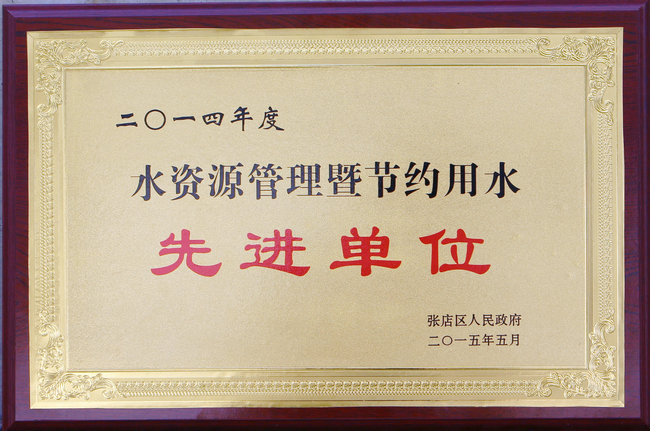 二〇一四年度
水资源管理暨节约用水
先进单位
张店区人民政府
二〇一五年五月